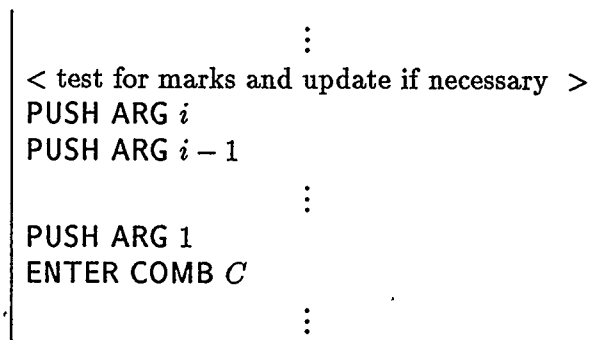 ⋮
< test for marks and update if necessary >
PUSH ARG i
PUSH ARG i − 1
⋮
PUSH ARG 1
ENTER COMB C
⋮